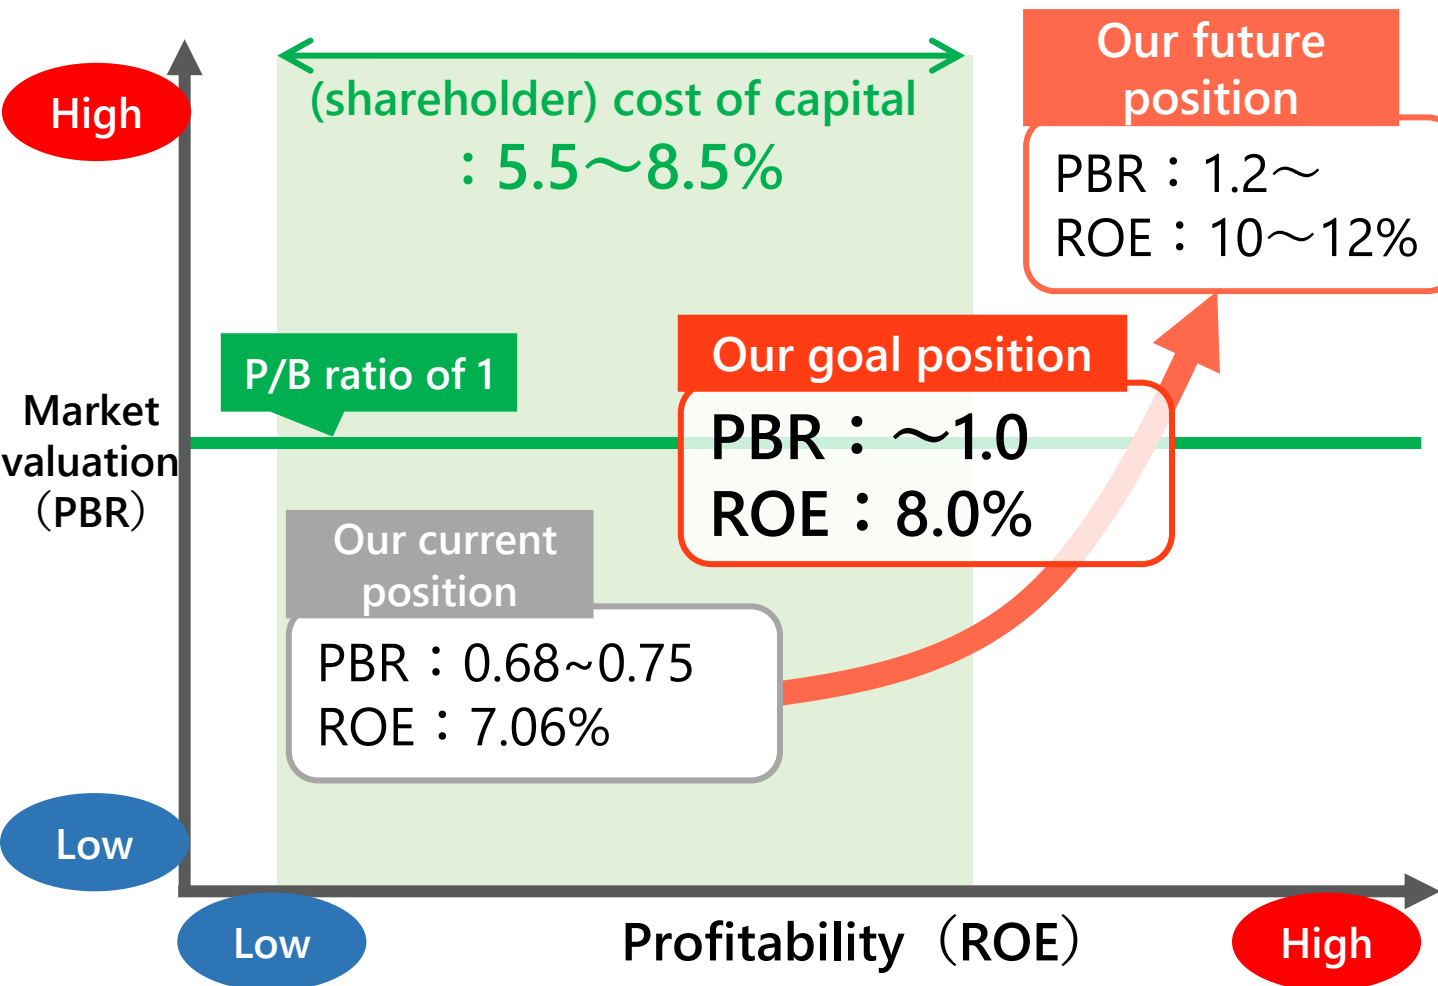 High
(shareholder) cost of capital
：5.5～8.5%
Our future
position
PBR：1.2～
ROE：10～12%
P/B ratio of 1
Our goal position
PBR：～1.0
ROE：8.0%
Market
valuation
（PBR）
Our current
position
PBR：0.68~0.75
ROE：7.06%
Low
Low
Profitability（ROE）
High